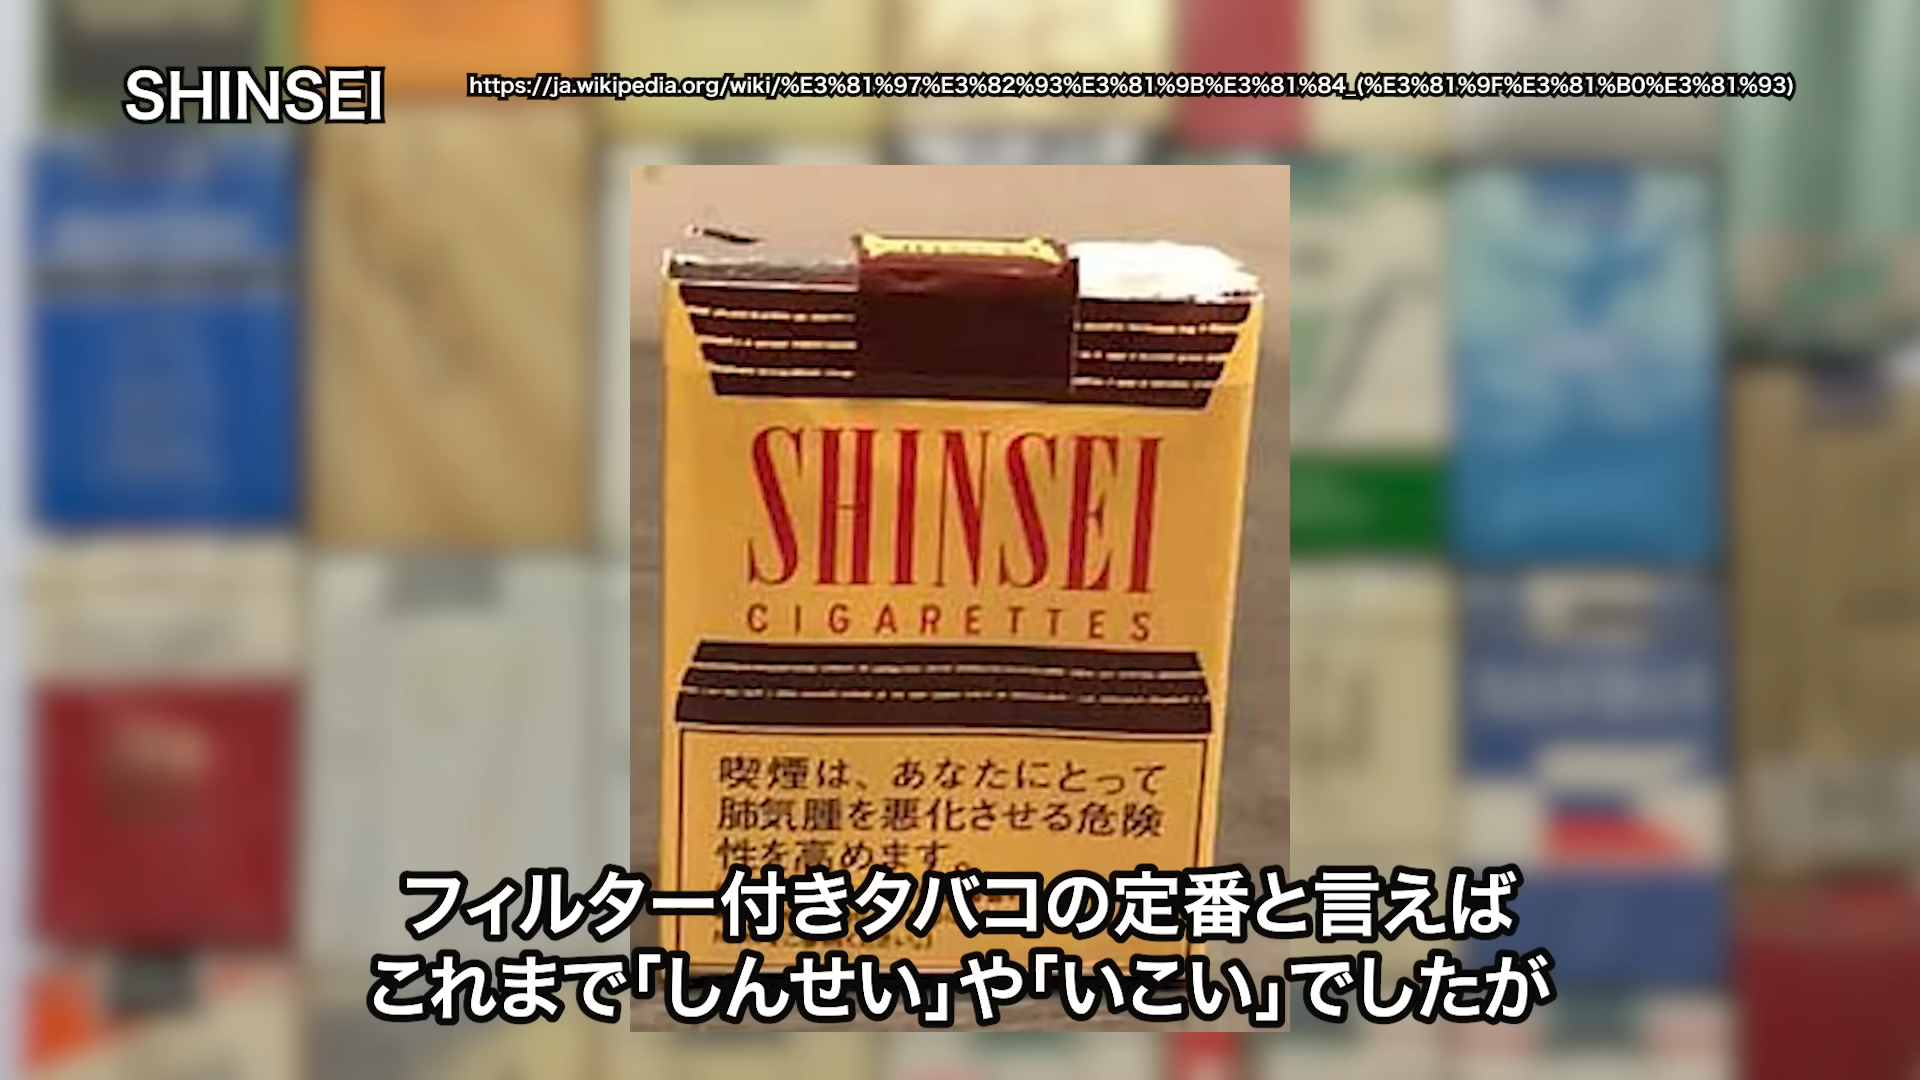 SHINSEI
https://ja.wikipedia.org/wiki/%E3%81%97%E3%82%93%E3%81%9B%E3%81%84_(%E3%81%9F%E3%81%B0%E3%81%93)
SHINSEI
CIGARETTES
喫煙は、あなたにとって
肺気腫を悪化させる危険
性を高めます。
フィルター付きタバコの定番と言えば
これまで「しんせい」や「いこい」でしたが